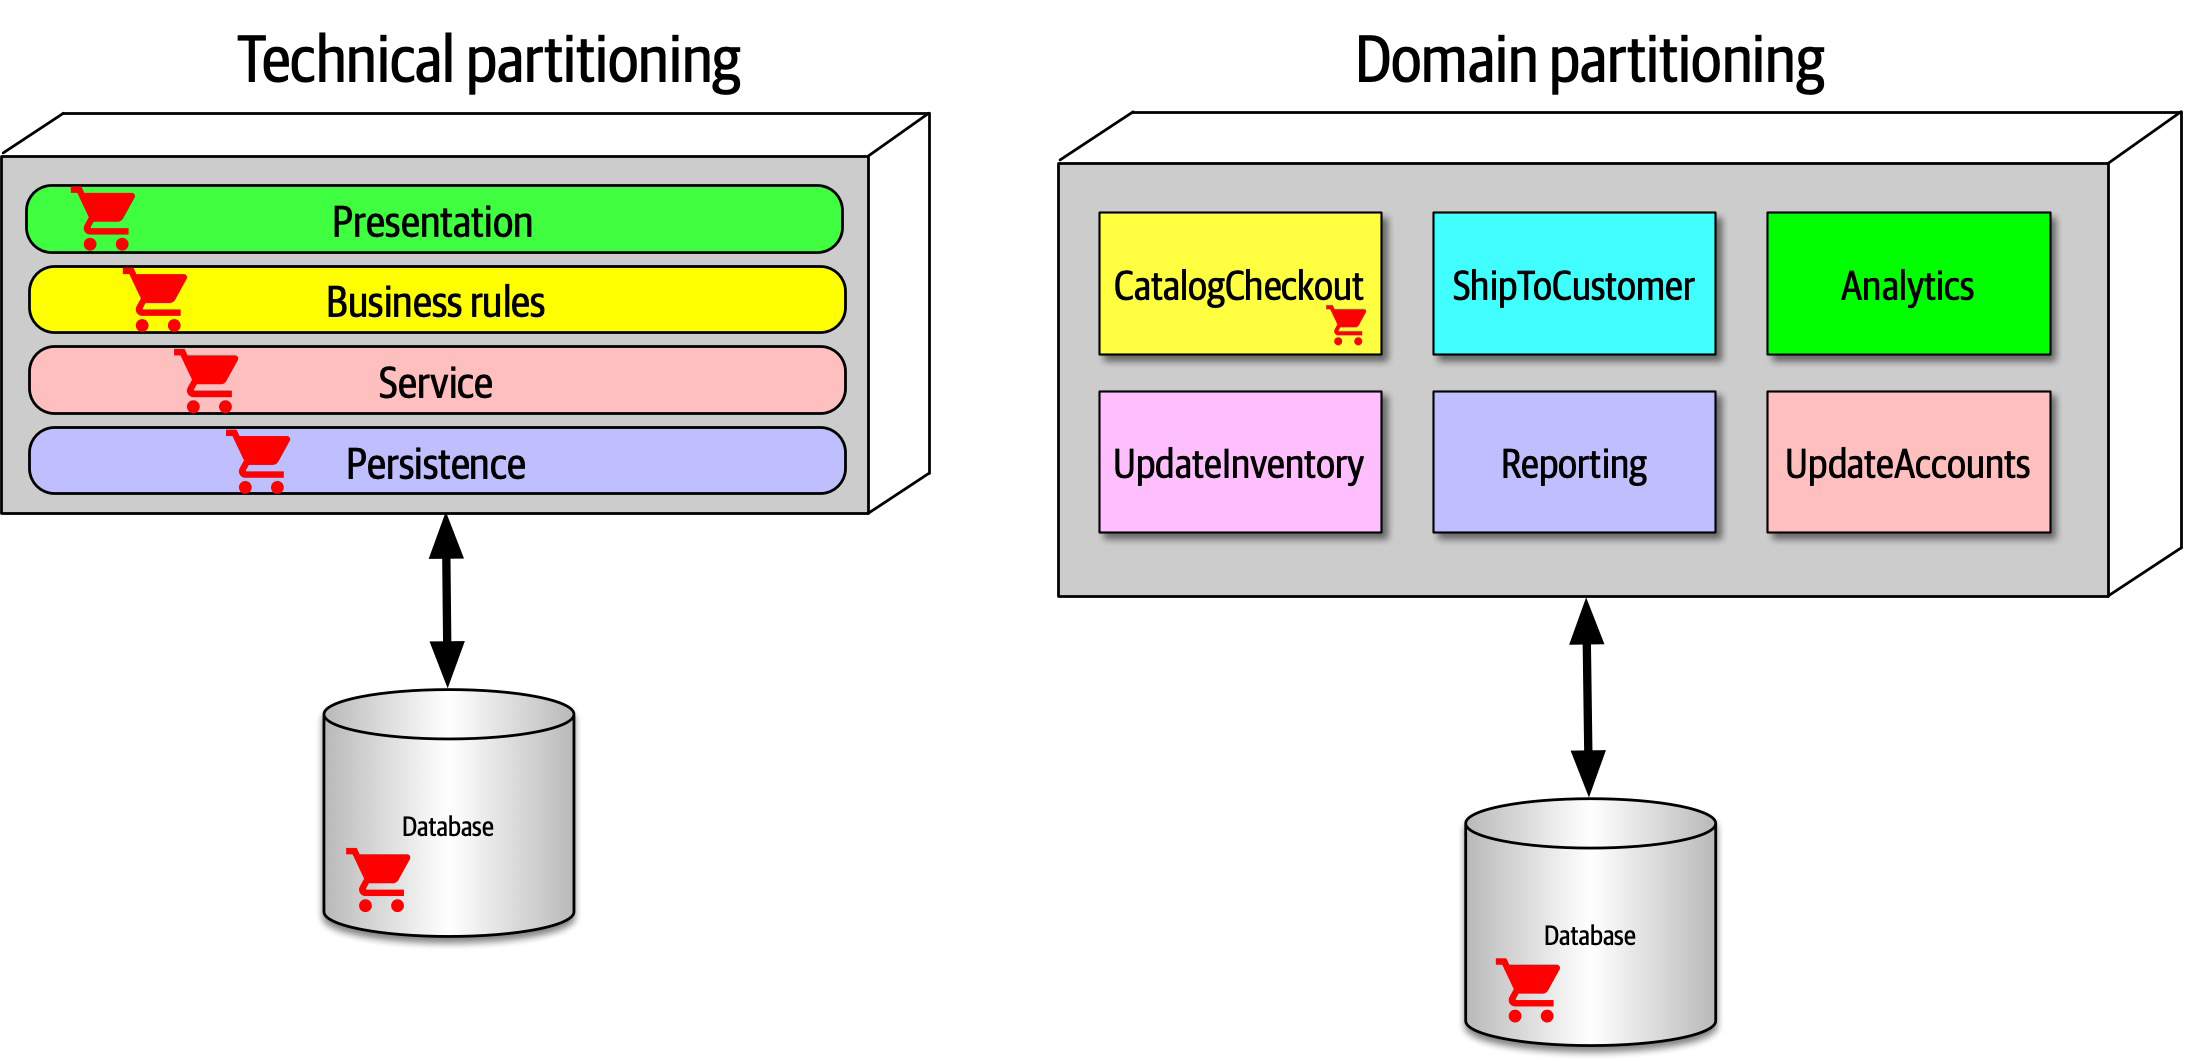 Technical partitioning
Presentation
Business rules
Service
Persistence
Database
Domain partitioning
CatalogCheckout
ShipToCustomer
Analytics
UpdateInventory
Reporting
UpdateAccounts
Database